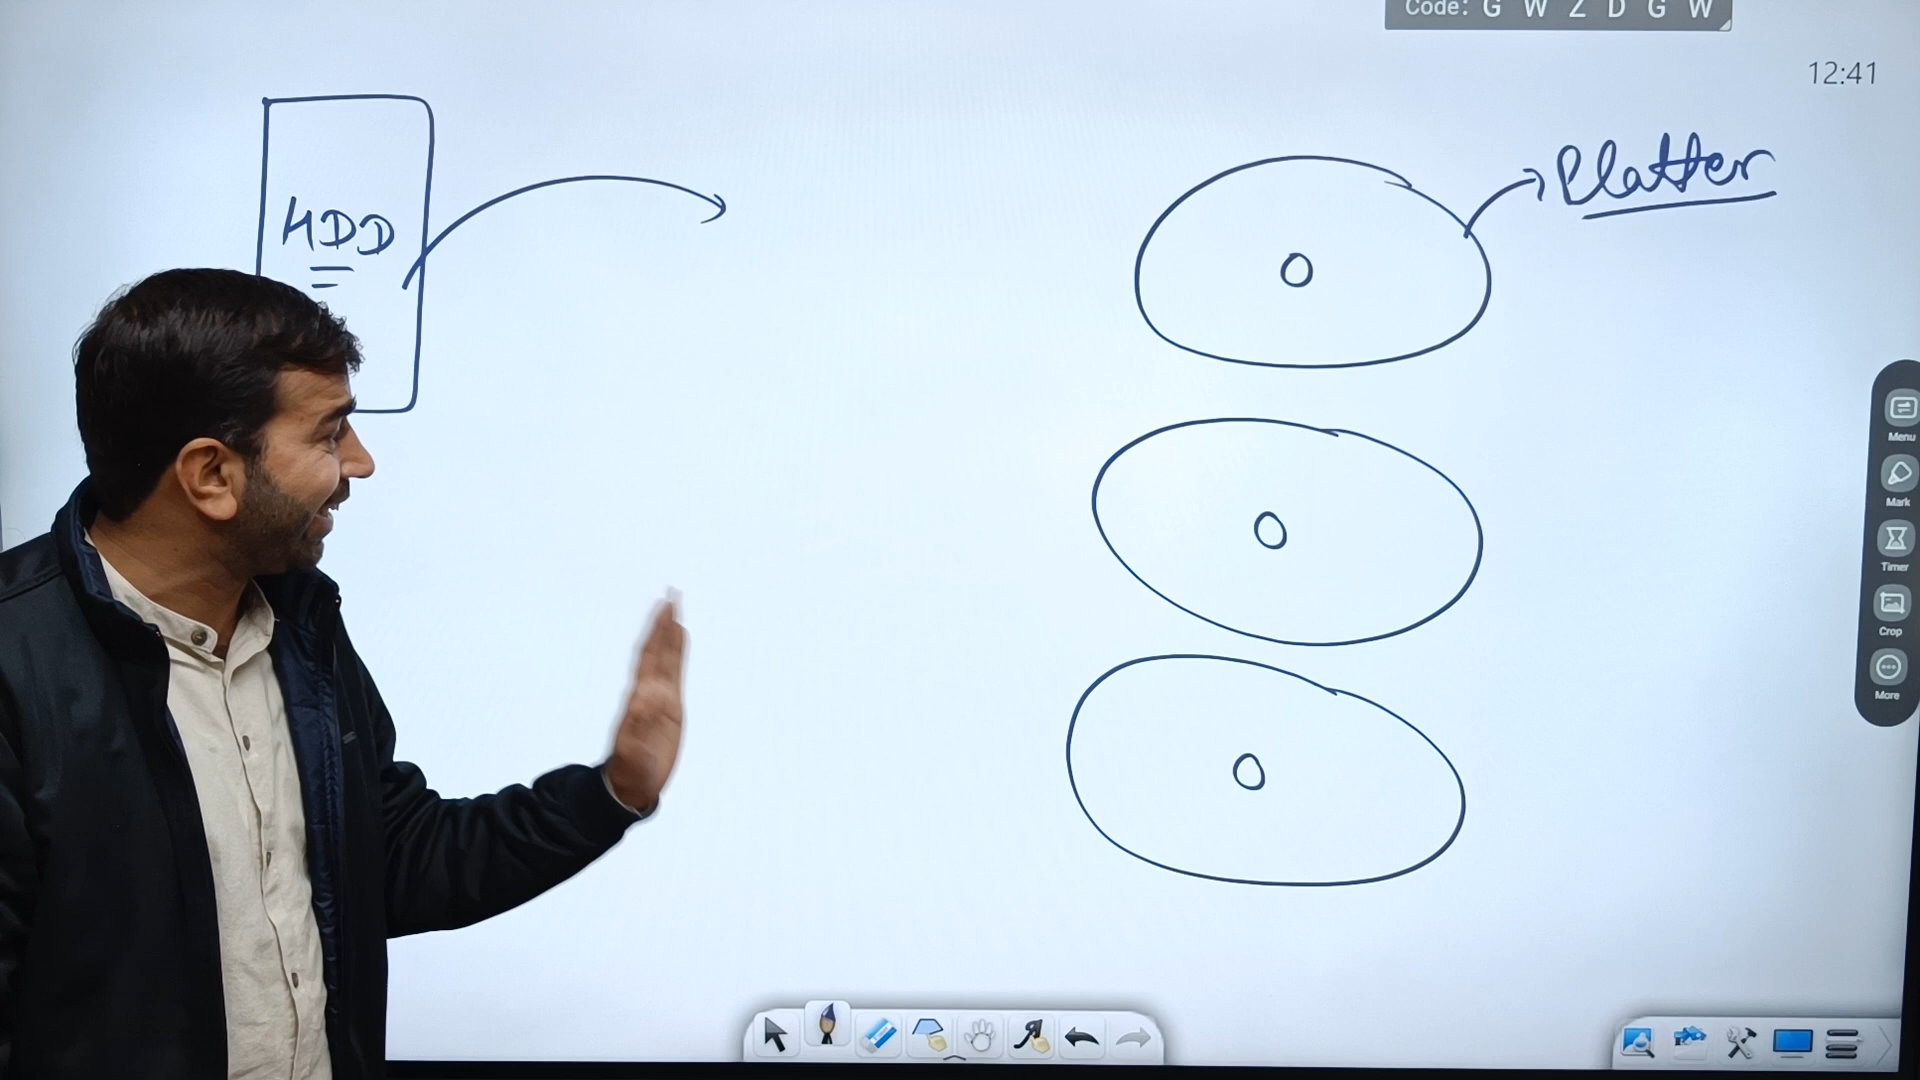 Code: G W Z D G W
12:41
Platter
HDD
Menu
Mark
Timer
Crop
More